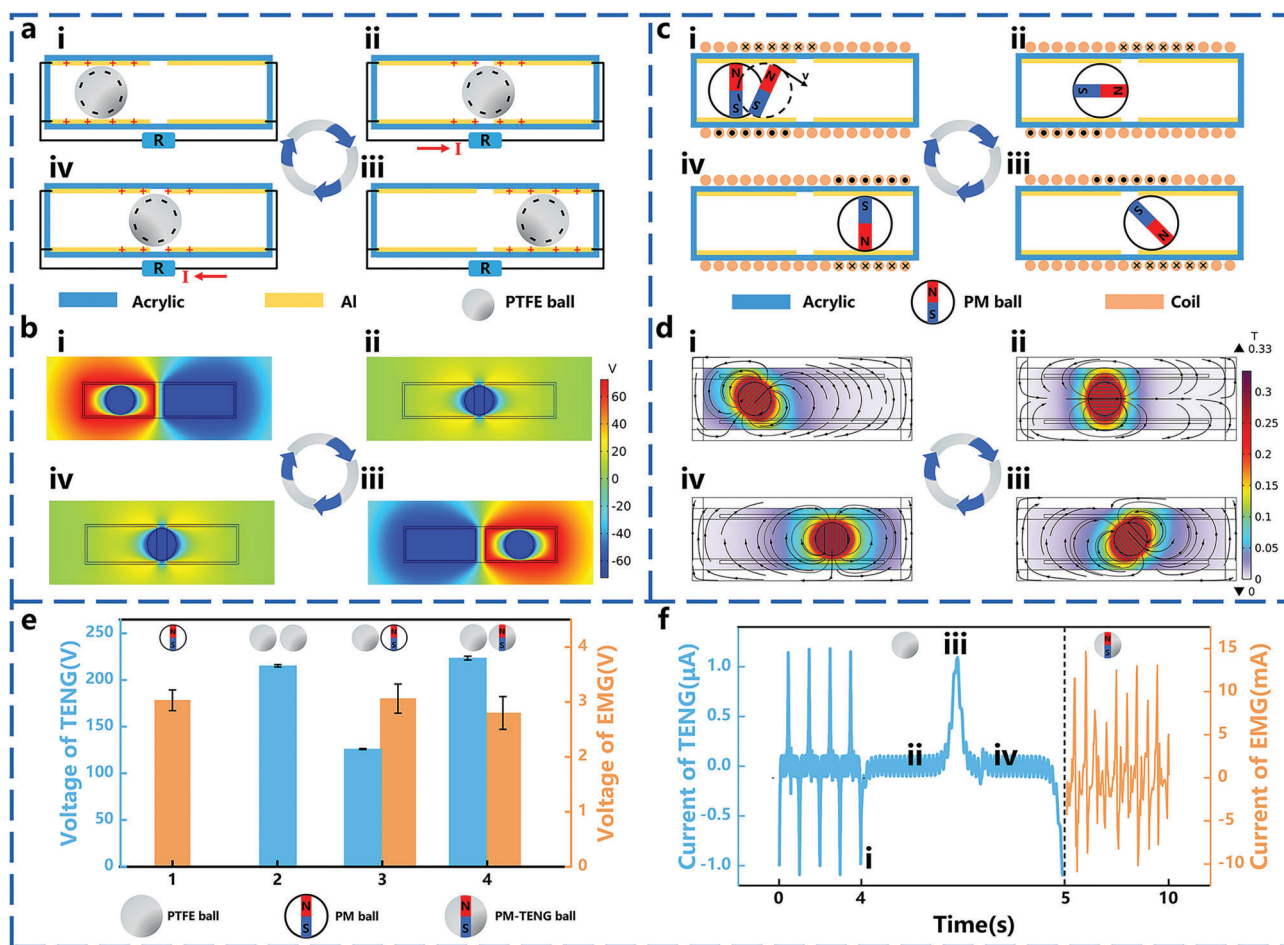 a
i
ii
+ + + +
+ + + +
+ + + +
+ + + +
R
R
I
iv
iii
+ + + +
+ + + +
+ + + +
+ + + +
R
R
I
Acrylic
Al
PTFE ball
b
i
ii
V
60
40
20
0
-20
-40
-60
iv
iii
c
i
ii
N
S
N
S
v
S N
iv
iii
S
N
S
N
Acrylic
N
S
PM ball
Coil
d
i
ii
T
0.33
0.3
0.25
0.2
0.15
0.1
0.05
0
0
iv
iii
e
Voltage of TENG(V)
250
200
150
100
50
0
N
S
N
S
N
S
4
3
2
1
0
Voltage of EMG(V)
1 2 3 4
PTFE ball
N
S
PM ball
N
S
PM-TENG ball
f
Current of TENG(μA)
1.0
0.5
0.0
-0.5
-1.0
iii
ii
iv
i
N
S
15
10
5
0
-5
-10
Current of EMG(mA)
0 4 5 10
Time(s)